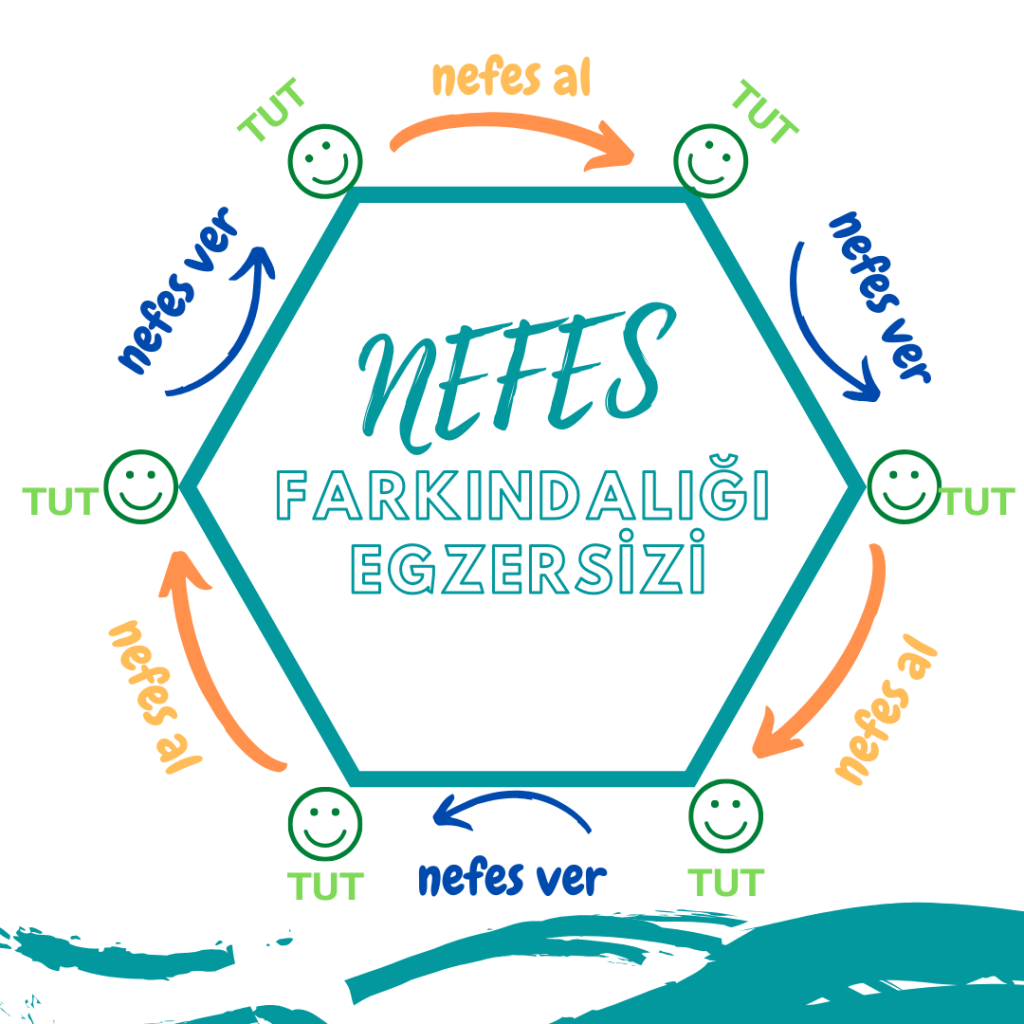 nefes al
TUT
TUT
nefes ver
nefes ver
NEFES
FARKINDALIĞI
EGZERSİZİ
TUT
TUT
nefes al
nefes al
TUT
nefes ver
TUT